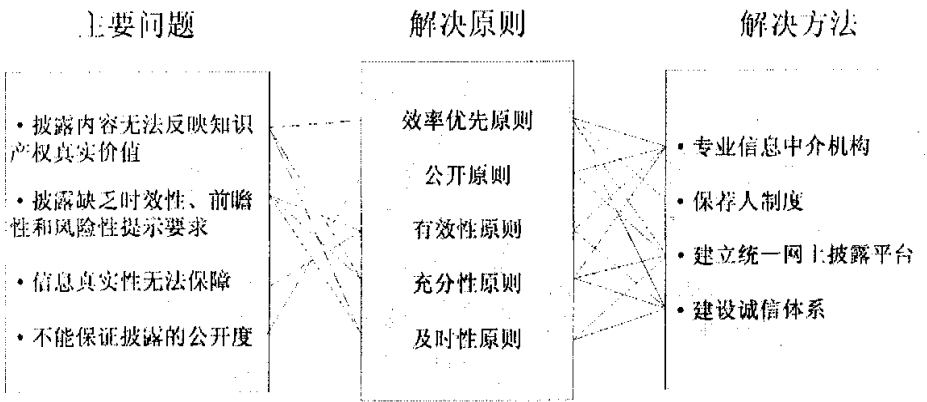 主要问题
解决原则
解决方法
• 披露内容无法反映知识
产权真实价值
• 披露缺乏时效性、前瞻
性和风险性提示要求
• 信息真实性无法保障
• 不能保证披露的公开度
效率优先原则
公开原则
有效性原则
充分性原则
及时性原则
• 专业信息中介机构
• 保荐人制度
• 建立统一网上披露平台
• 建设诚信体系